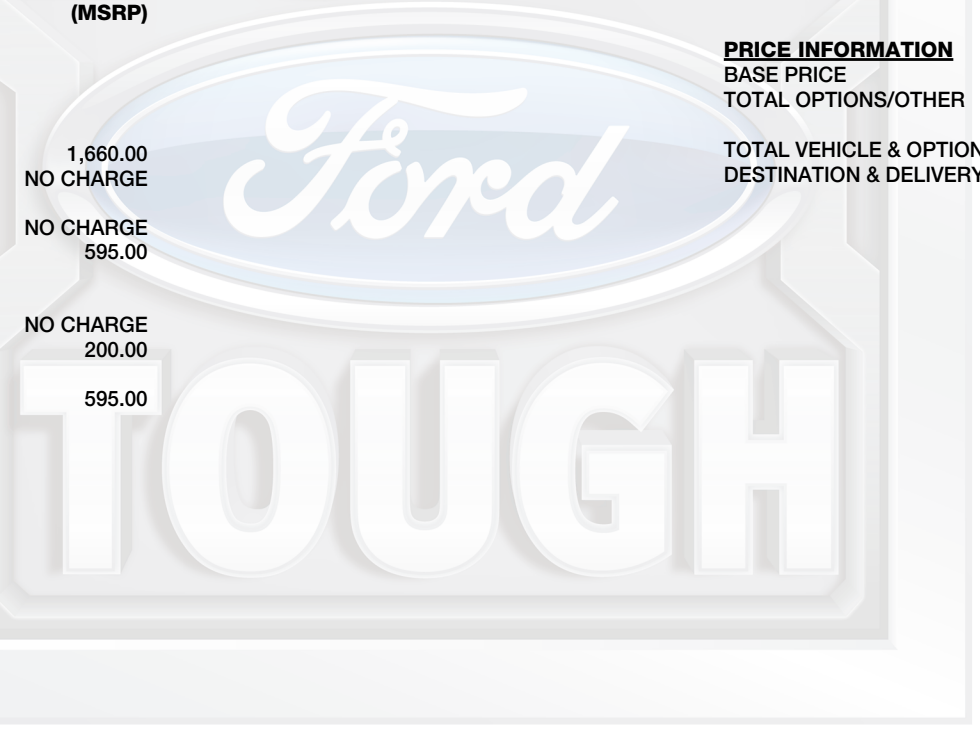 (MSRP)
1,660.00
NO CHARGE
NO CHARGE
595.00
NO CHARGE
200.00
595.00
PRICE INFORMATION
BASE PRICE
TOTAL OPTIONS/OTHER
TOTAL VEHICLE & OPTION
DESTINATION & DELIVERY
Ford
TOUGH